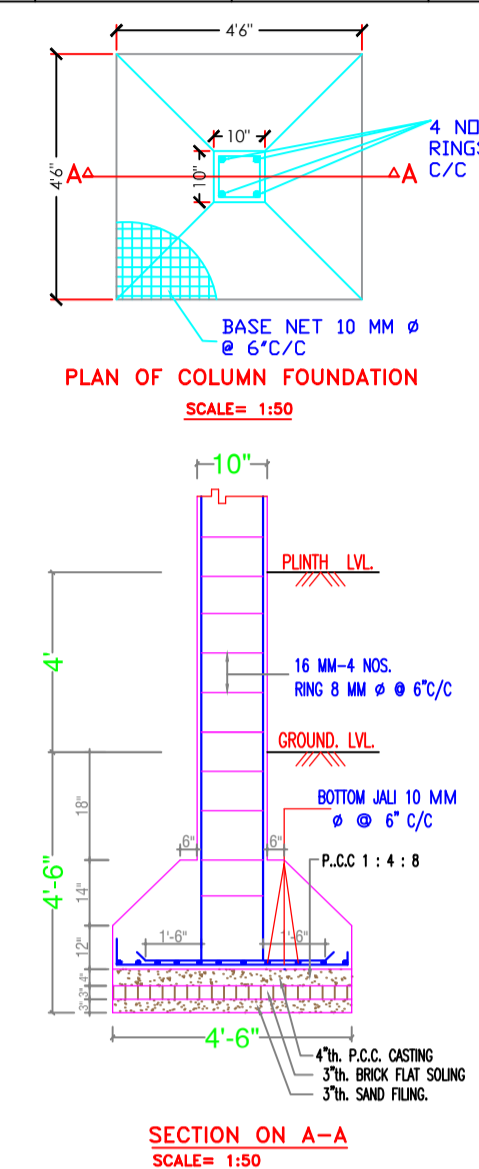 4'6"
4'6"
10"
10"
4 NO
RINGS
C/C
A
A
BASE NET 10 MM Ø
@ 6"C/C
PLAN OF COLUMN FOUNDATION
SCALE= 1:50
10"
PLINTH LVL.
4'
16 MM-4 NOS.
RING 8 MM Ø @ 6"C/C
GROUND. LVL.
18"
BOTTOM JALI 10 MM
Ø @ 6" C/C
6"
6"
P..C.C 1 : 4 : 8
4'-6"
14"
12"
1'-6"
1'-6"
4"
3"
3"
4'-6"
4"th. P.C.C. CASTING
3"th. BRICK FLAT SOLING
3"th. SAND FILING.
SECTION ON A-A
SCALE= 1:50